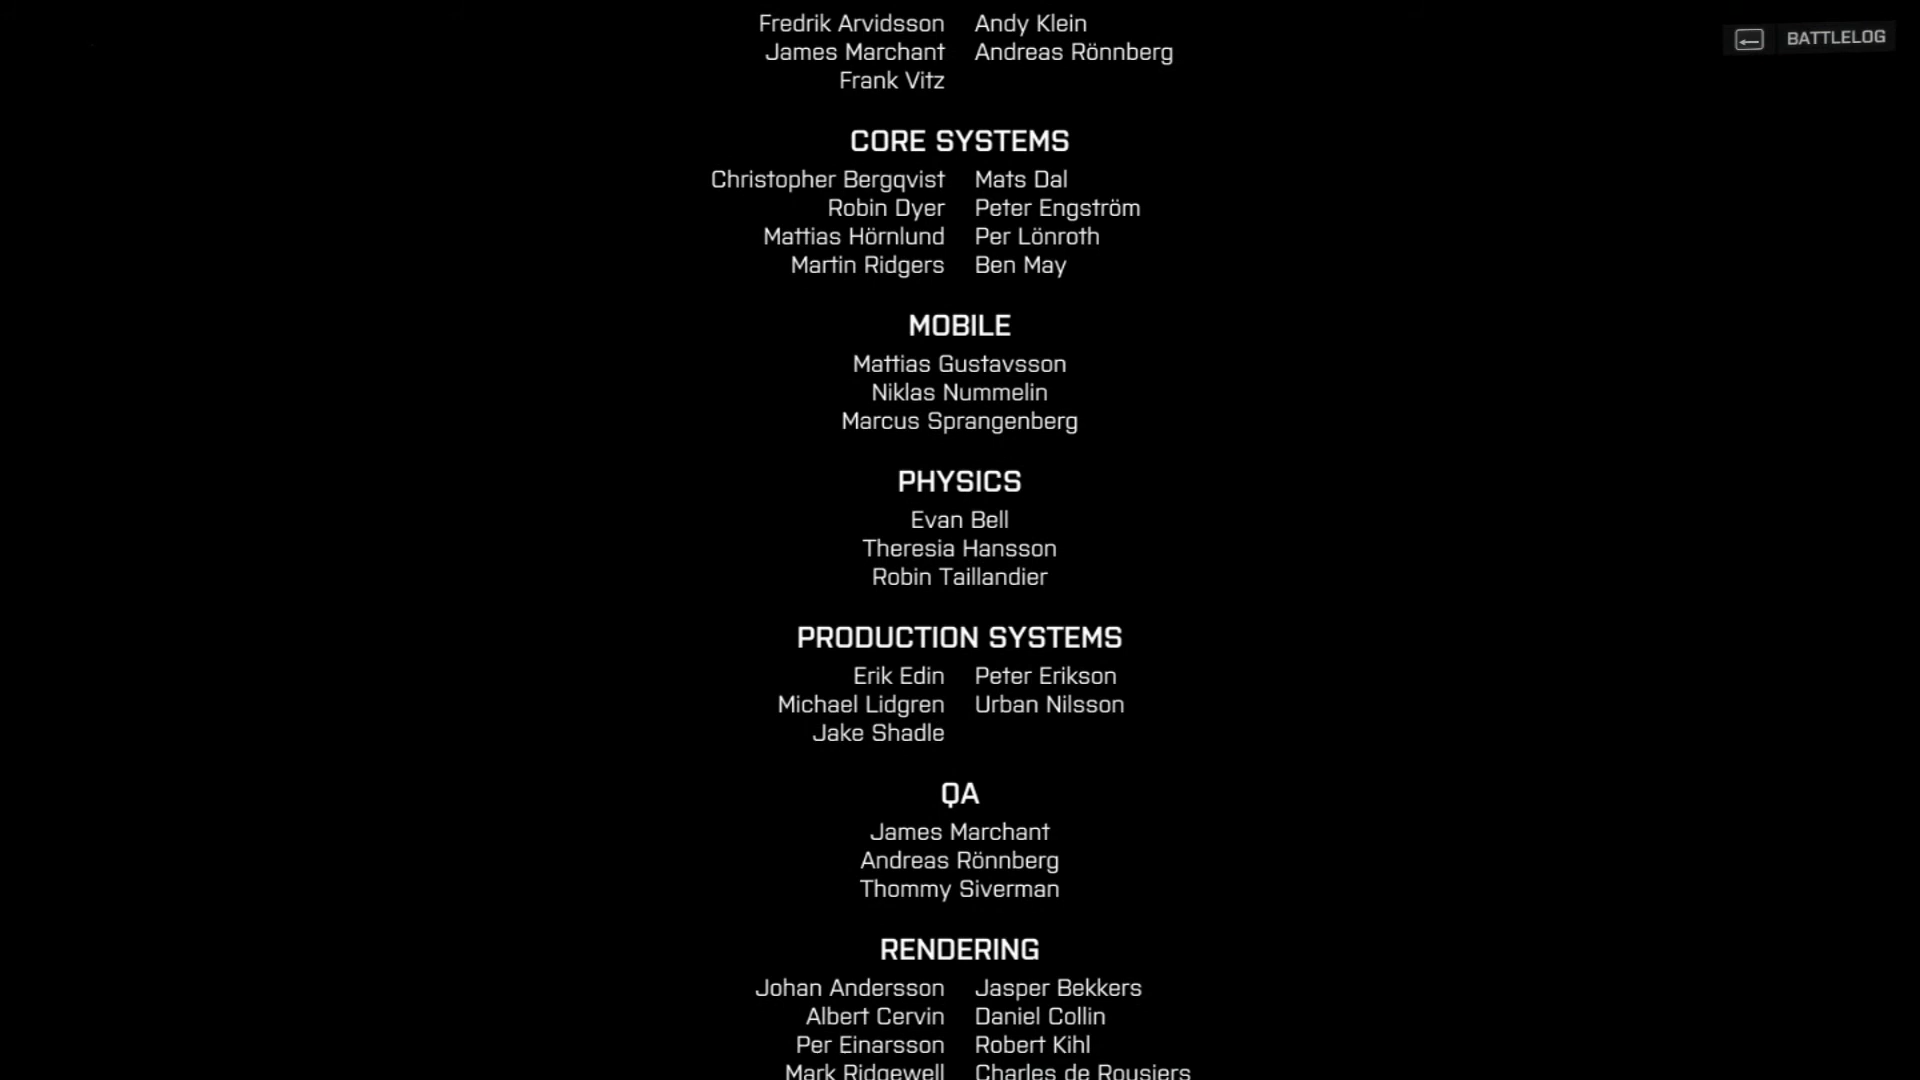 Fredrik Arvidsson Andy Klein
BATTLELOG
James Marchant Andreas Rönnberg
Frank Vitz
CORE SYSTEMS
Christopher Bergqvist Mats Dal
Robin Dyer Peter Engström
Mattias Hörnlund Per Lönroth
Martin Ridgers Ben May
MOBILE
Mattias Gustavsson
Niklas Nummelin
Marcus Sprangenberg
PHYSICS
Evan Bell
Theresia Hansson
Robin Taillandier
PRODUCTION SYSTEMS
Erik Edin Peter Erikson
Michael Lidgren Urban Nilsson
Jake Shadle
QA
James Marchant
Andreas Rönnberg
Thommy Siverman
RENDERING
Johan Andersson Jasper Bekkers
Albert Cervin Daniel Collin
Per Einarsson Robert Kihl
Mark Ridgewell Charles de Rousiers